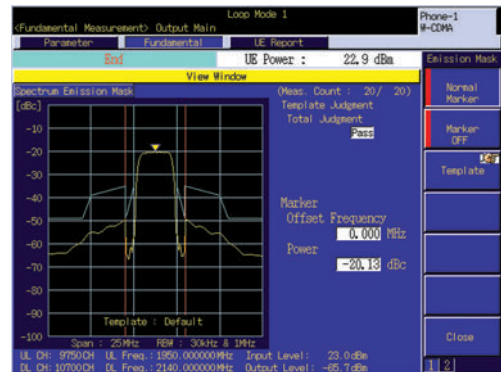 Loop Mode 1
Phone-1
<Fundamental Measurement> Output Main
W-CDMA
Parameter Fundamental UE Report
End UE Power : 22.9 dBm Emission Mask
View Window
Spectrum Emission Mask (Meas. Count : 20/ 20)
Normal Marker
[dBc] Template Judgment
Total Judgment
Pass
Marker OFF
Template
Marker
Offset Frequency
0.000 MHz
Power
-20.13 dBc
-10
-20
-30
-40
-50
-60
-70
-80
-90
-100
Template : Default
Span : 25MHz RBW : 30kHz & 1MHz
Close
UL CH: 9750CH UL Freq.:1950.000000MHz Input Level: 23.0dBm
DL CH:10700CH DL Freq.:2140.000000MHz Output Level: -65.7dBm
1 2